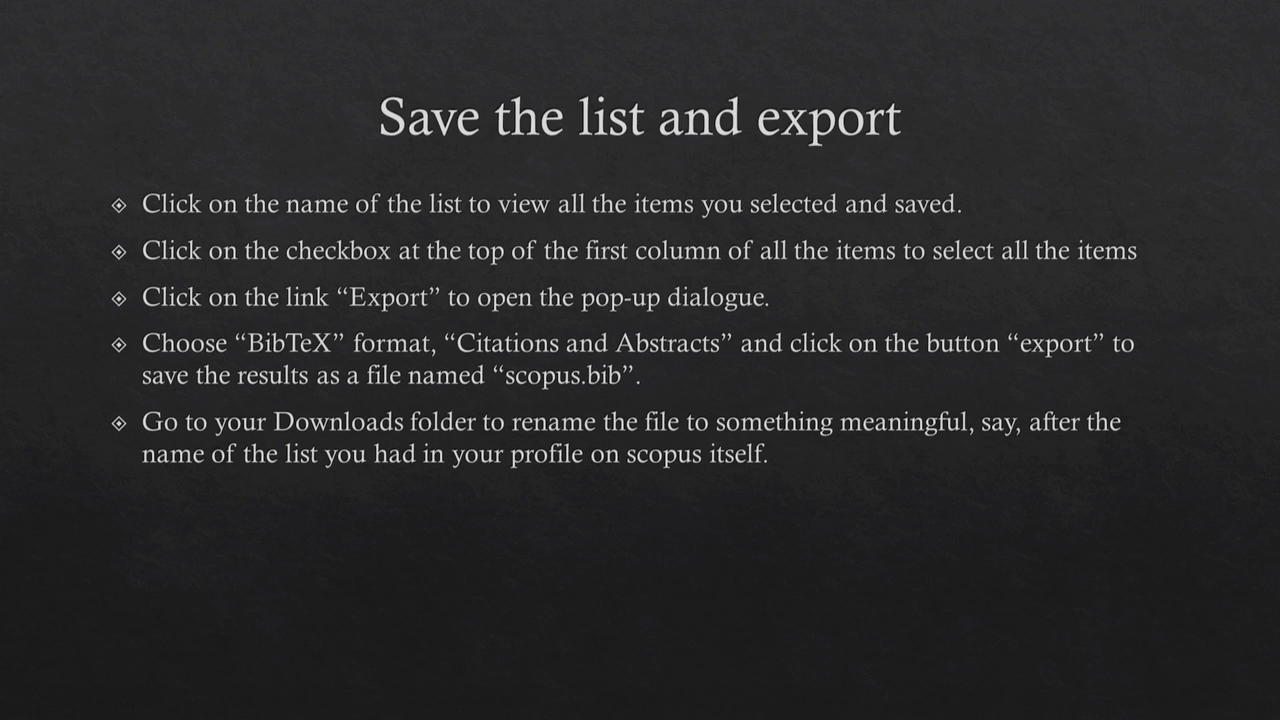 Save the list and export
Click on the name of the list to view all the items you selected and saved.
Click on the checkbox at the top of the first column of all the items to select all the items
Click on the link “Export” to open the pop-up dialogue.
Choose “BibTeX” format, “Citations and Abstracts” and click on the button “export” to
save the results as a file named “scopus.bib”.
Go to your Downloads folder to rename the file to something meaningful, say, after the
name of the list you had in your profile on scopus itself.